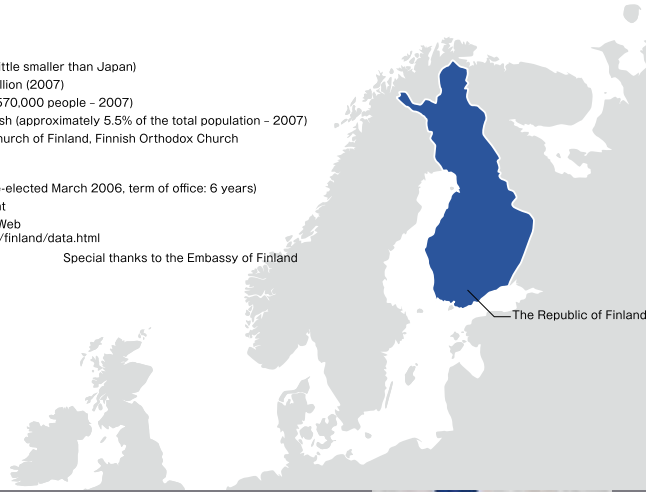 ttle smaller than Japan)
llion (2007)
570,000 people – 2007)
sh (approximately 5.5% of the total population – 2007)
hurch of Finland, Finnish Orthodox Church
-elected March 2006, term of office: 6 years)
nt
Web
/finland/data.html
Special thanks to the Embassy of Finland
The Republic of Finland